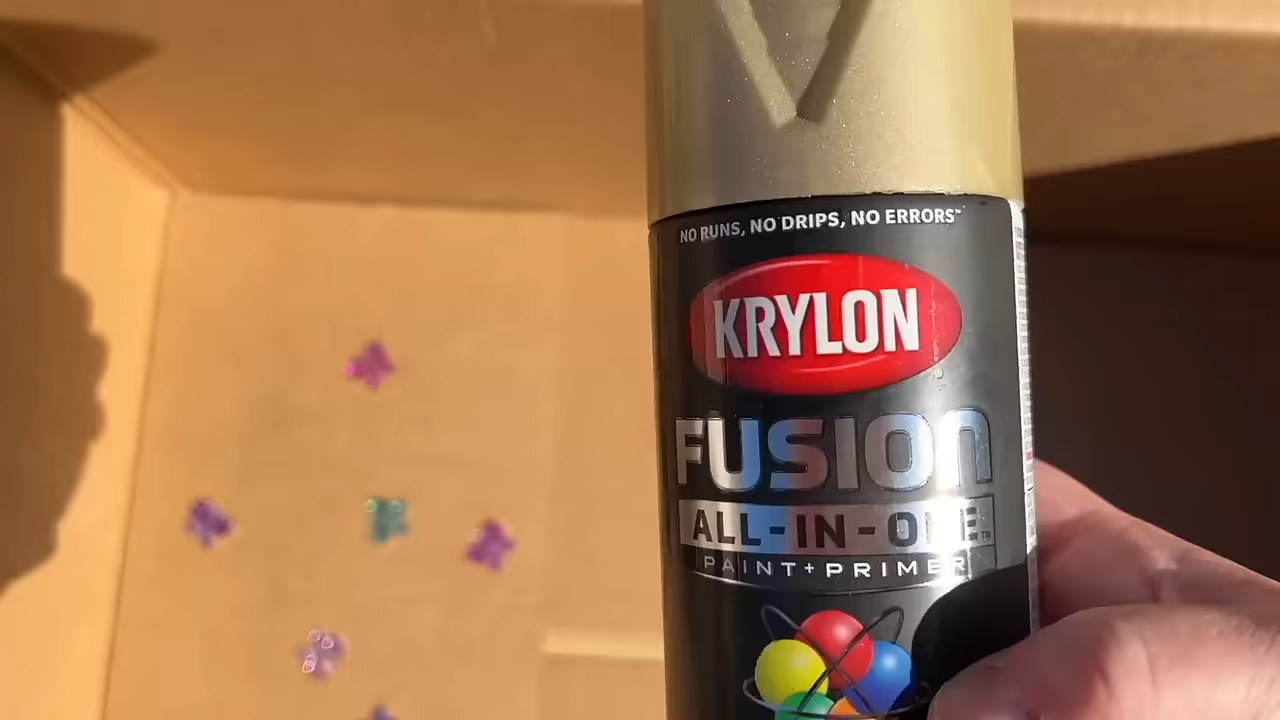 NO RUNS, NO DRIPS, NO ERRORS™
KRYLON
FUSION
ALL-IN-ONE
PAINT+PRIMER